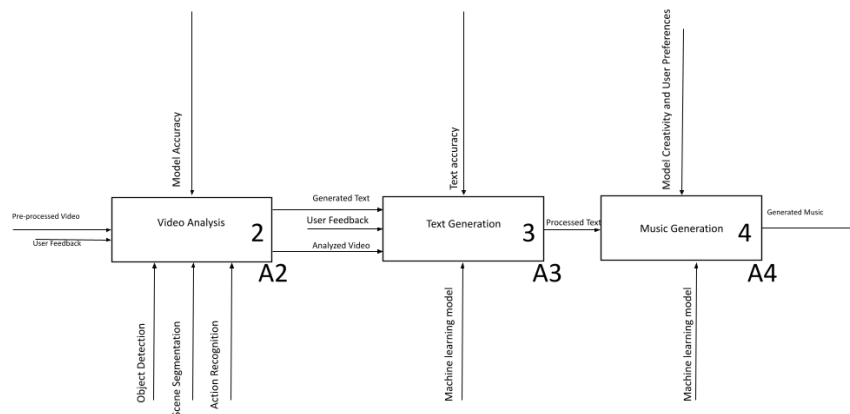 Model Accuracy
Text accuracy
Model Creativity and User Preferences
Pre-processed Video
User Feedback
Video Analysis
2
A2
Generated Text
User Feedback
Analyzed Video
Text Generation
3
A3
Processed Text
Music Generation
4
A4
Generated Music
Object Detection
Scene Segmentation
Action Recognition
Machine learning model
Machine learning model